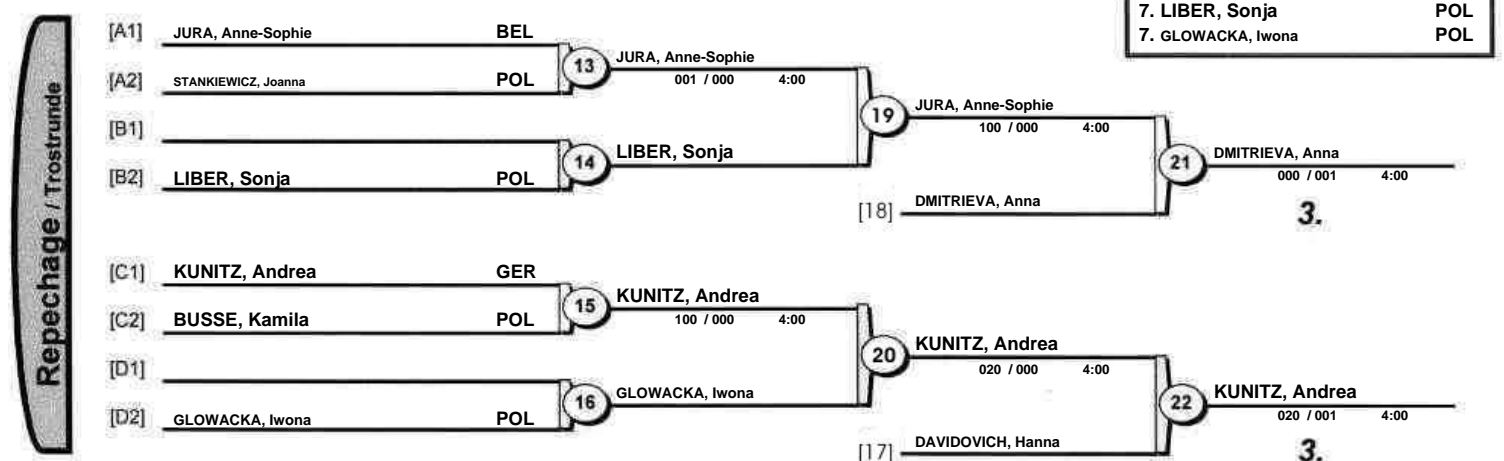 7. LIBER, Sonja POL
7. GLOWACKA, Iwona POL
Repechage / Trostrunde
[A1] JURA, Anne-Sophie BEL
13 JURA, Anne-Sophie
001 / 000 4:00
[A2] STANKIEWICZ, Joanna POL
19 JURA, Anne-Sophie
100 / 000 4:00
[B1]
14 LIBER, Sonja
[B2] LIBER, Sonja POL
21 DMITRIEVA, Anna
000 / 001 4:00
[18] DMITRIEVA, Anna
3.
[C1] KUNITZ, Andrea GER
15 KUNITZ, Andrea
100 / 000 4:00
[C2] BUSSE, Kamila POL
20 KUNITZ, Andrea
020 / 000 4:00
[D1]
16 GLOWACKA, Iwona
[D2] GLOWACKA, Iwona POL
22 KUNITZ, Andrea
020 / 001 4:00
[17] DAVIDOVICH, Hanna
3.